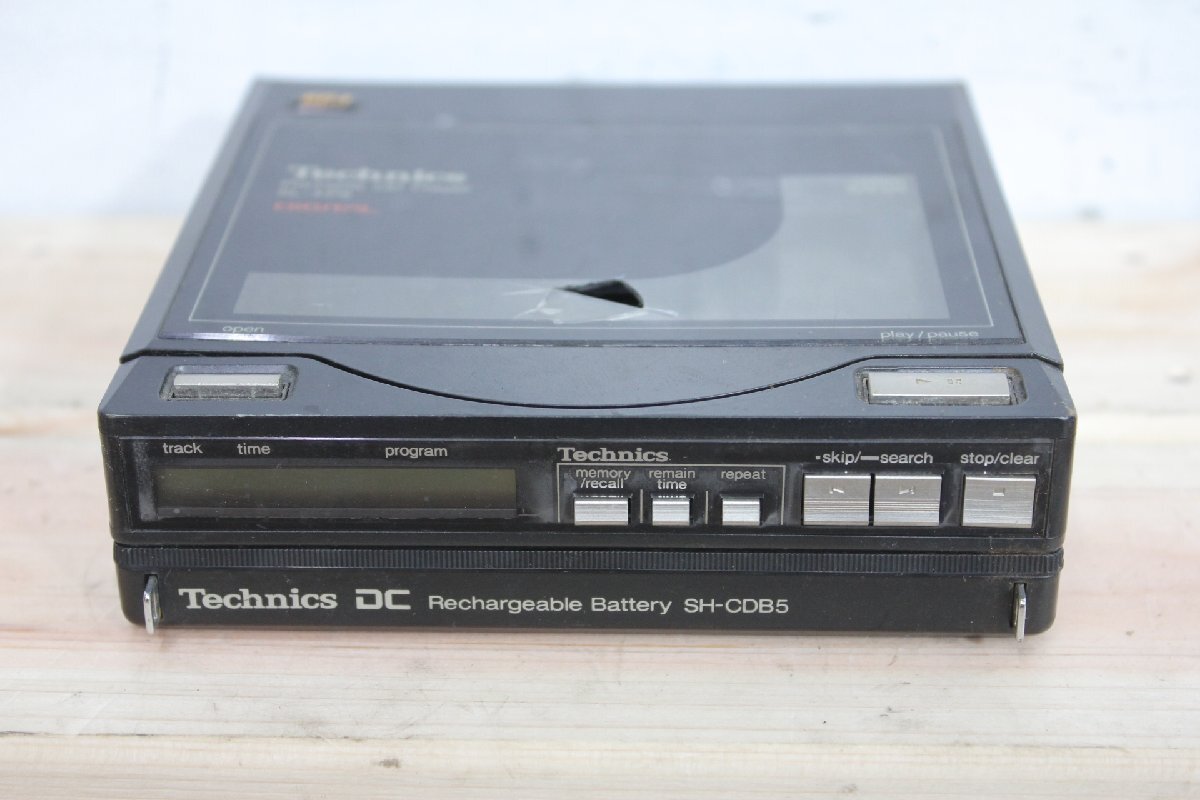 Technics
DIGITAL
open
play/pause
track time program
Technics
-skip/—search stop/clear
memory
/recall
remain
time
repeat
Technics DC Rechargeable Battery SH-CDB5